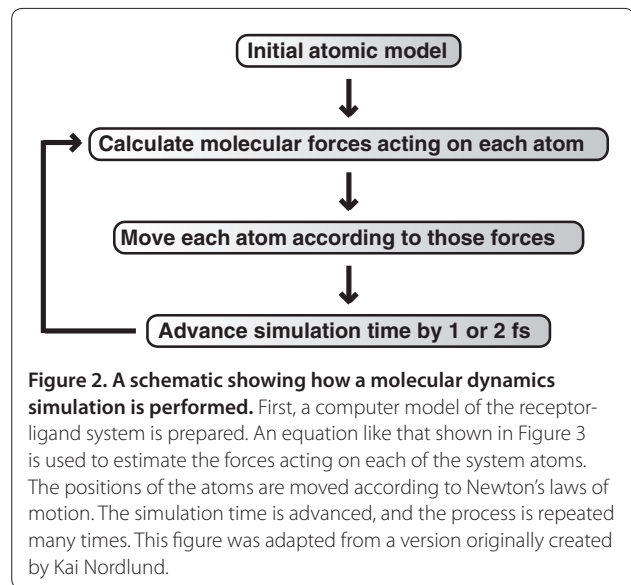 Initial atomic model
Calculate molecular forces acting on each atom
Move each atom according to those forces
Advance simulation time by 1 or 2 fs
Figure 2. A schematic showing how a molecular dynamics
simulation is performed. First, a computer model of the receptor-
ligand system is prepared. An equation like that shown in Figure 3
is used to estimate the forces acting on each of the system atoms.
The positions of the atoms are moved according to Newton’s laws of
motion. The simulation time is advanced, and the process is repeated
many times. This figure was adapted from a version originally created
by Kai Nordlund.